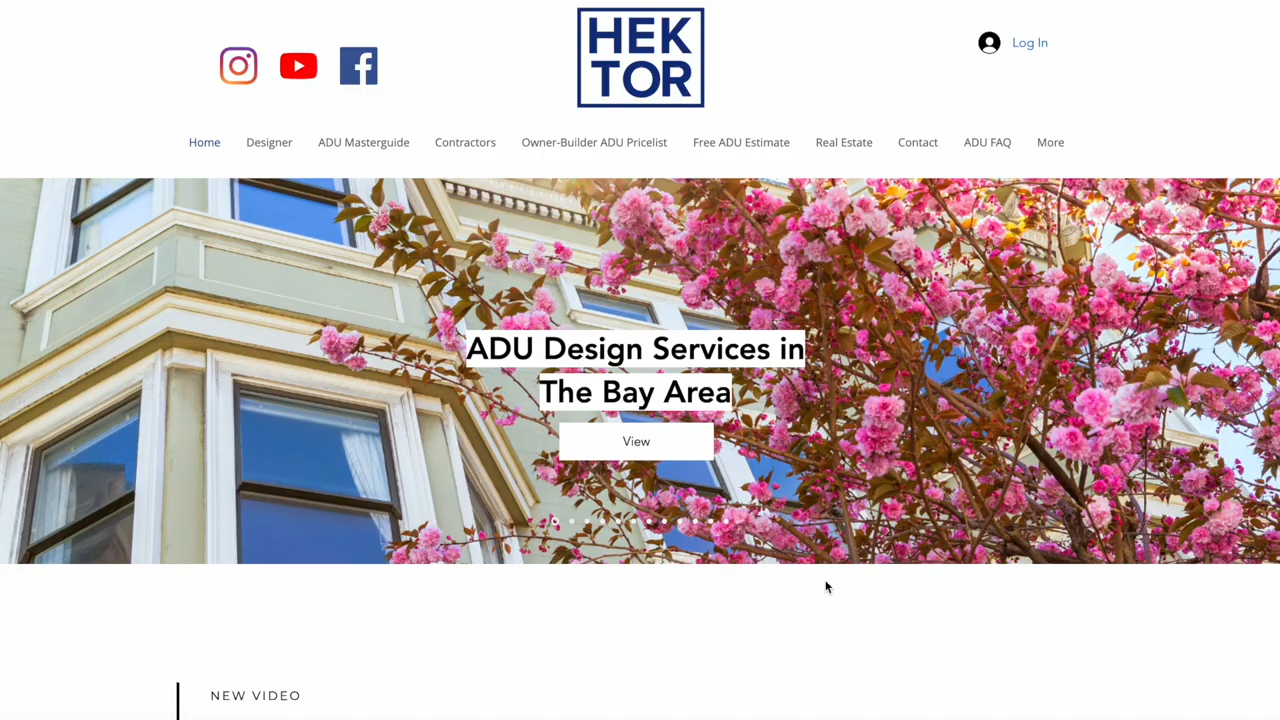 HEK
TOR
Log In
Home Designer ADU Masterguide Contractors Owner-Builder ADU Pricelist Free ADU Estimate Real Estate Contact ADU FAQ More
ADU Design Services in
The Bay Area
View
NEW VIDEO